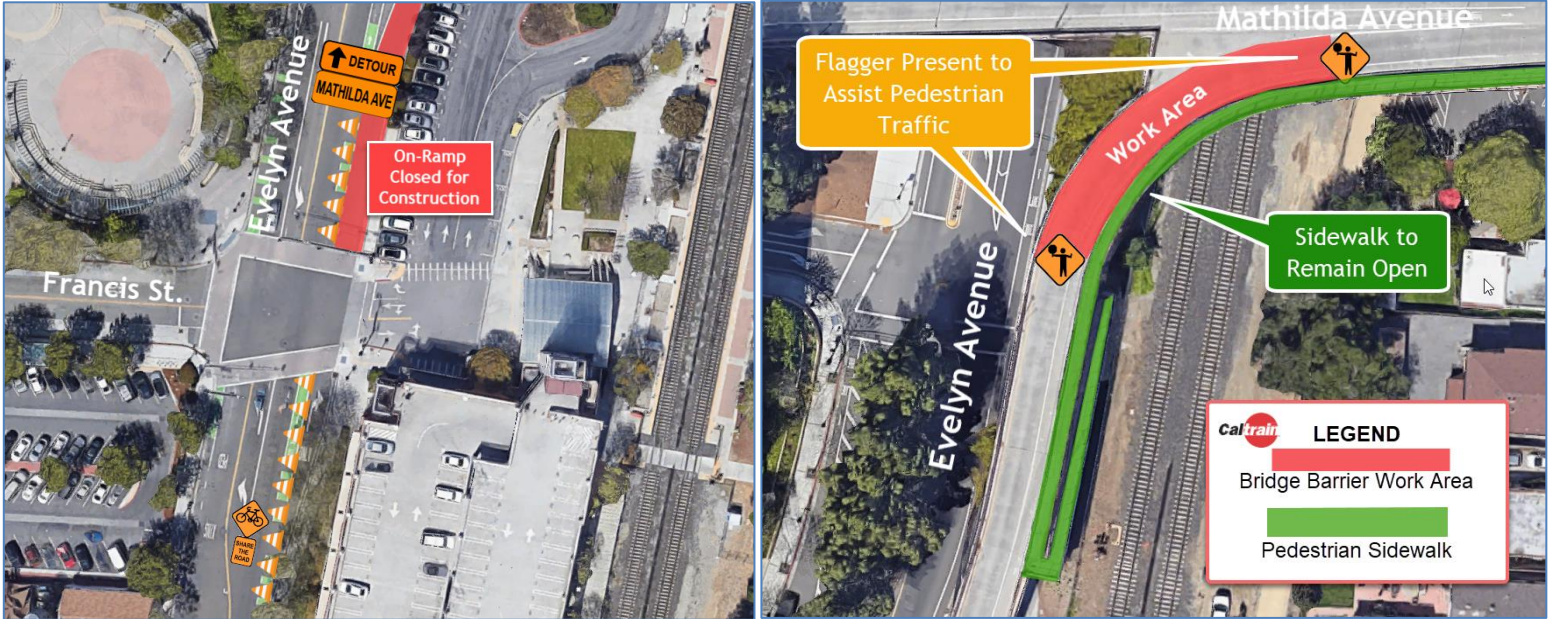 Evelyn Avenue
DETOUR
MATHILDA AVE
On-Ramp
Closed for
Construction
Francis St.
SHARE
THE
ROAD
Mathilda Avenue
Flagger Present to
Assist Pedestrian
Traffic
Work Area
Sidewalk to
Remain Open
Evelyn Avenue
Caltrain
LEGEND
Bridge Barrier Work Area
Pedestrian Sidewalk